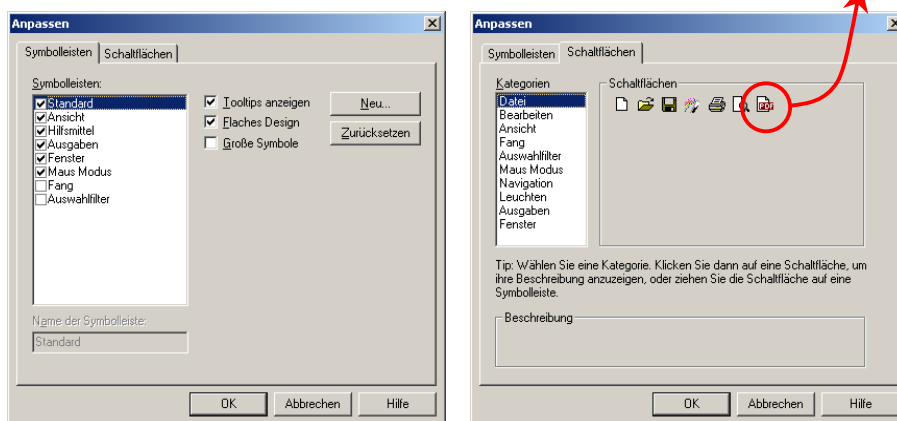 Anpassen
Symbolleisten Schaltflächen
Symbolleisten:
Standard
Ansicht
Hilfsmittel
Ausgaben
Fenster
Maus Modus
Fang
Auswahlfilter
Tooltips anzeigen
Flaches Design
Große Symbole
Neu...
Zurücksetzen
Name der Symbolleiste:
Standard
OK Abbrechen Hilfe
Anpassen
Symbolleisten Schaltflächen
Kategorien
Datei
Bearbeiten
Ansicht
Fang
Auswahlfilter
Maus Modus
Navigation
Leuchten
Ausgaben
Fenster
Schaltflächen
PDF
Tip: Wählen Sie eine Kategorie. Klicken Sie dann auf eine Schaltfläche, um
ihre Beschreibung anzuzeigen, oder ziehen Sie die Schaltfläche auf eine
Symbolleiste.
Beschreibung
OK Abbrechen Hilfe